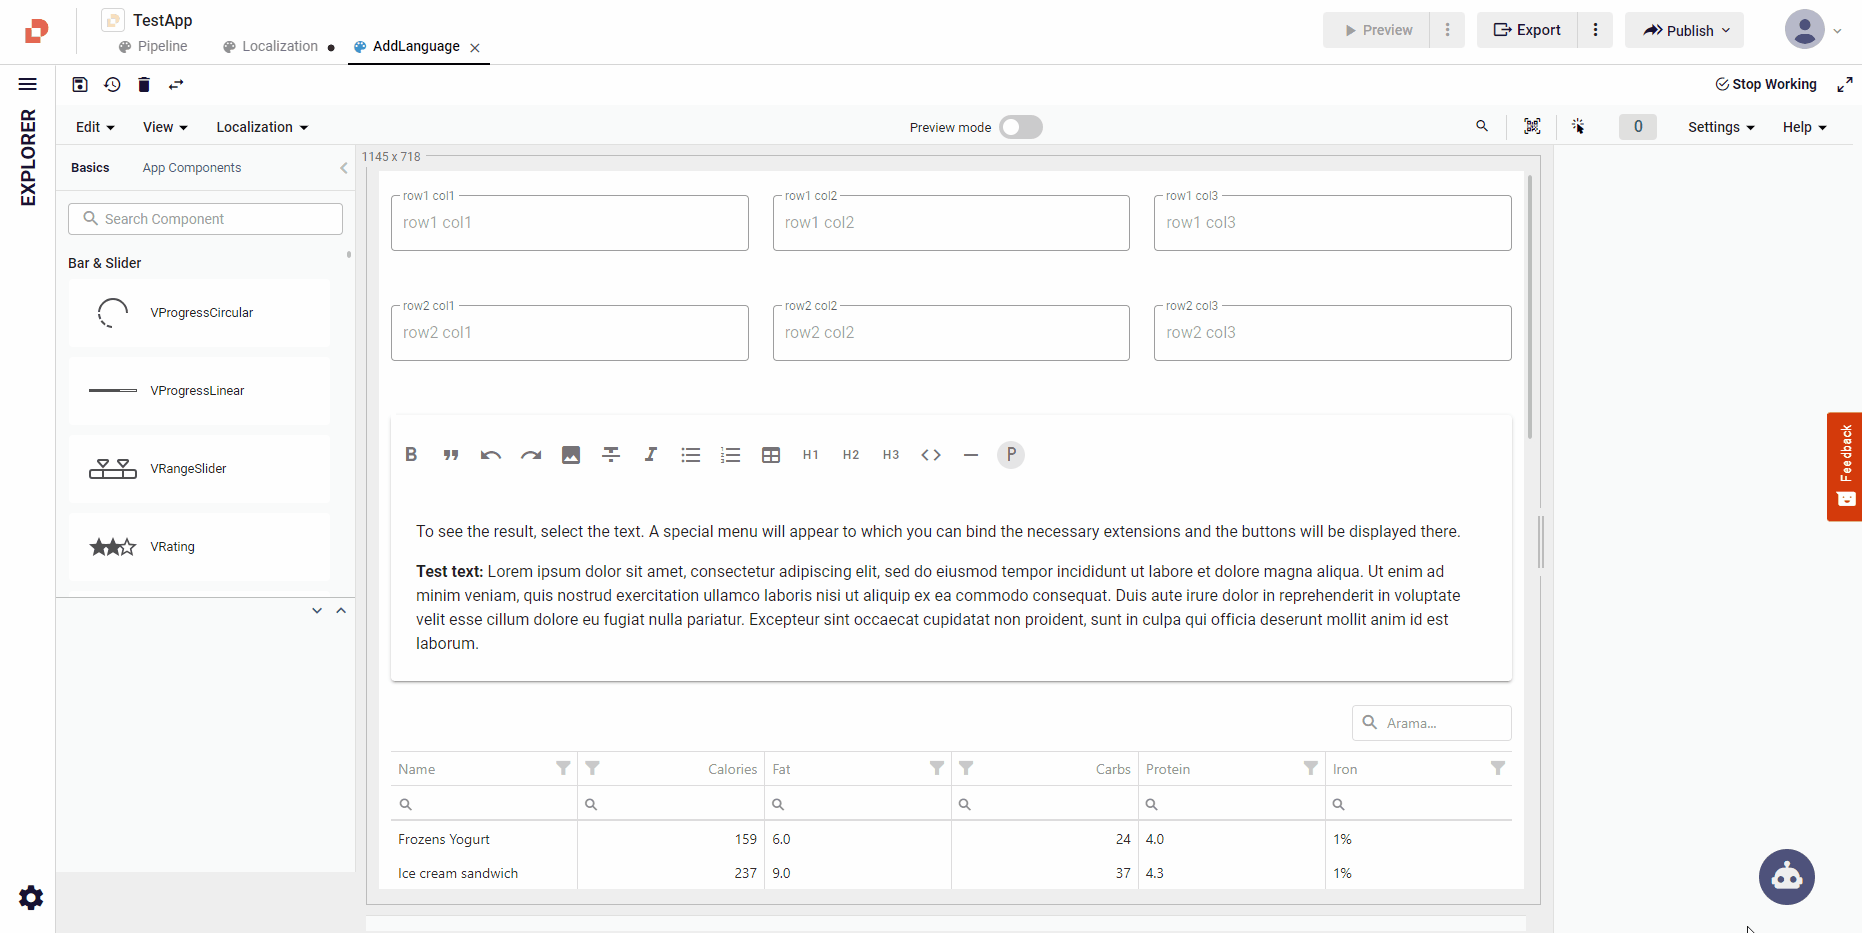 TestApp
Pipeline
Localization
AddLanguage
Preview
Export
Publish
Stop Working
EXPLORER
Edit
View
Localization
Preview mode
0
Settings
Help
Basics
App Components
1145 x 718
Search Component
Bar & Slider
VProgressCircular
VProgressLinear
VRangeSlider
VRating
row1 col1
row1 col2
row1 col3
row1 col1
row1 col2
row1 col3
row2 col1
row2 col2
row2 col3
row2 col1
row2 col2
row2 col3
B
H1
H2
H3
P
To see the result, select the text. A special menu will appear to which you can bind the necessary extensions and the buttons will be displayed there.
Test text: Lorem ipsum dolor sit amet, consectetur adipiscing elit, sed do eiusmod tempor incididunt ut labore et dolore magna aliqua. Ut enim ad
minim veniam, quis nostrud exercitation ullamco laboris nisi ut aliquip ex ea commodo consequat. Duis aute irure dolor in reprehenderit in voluptate
velit esse cillum dolore eu fugiat nulla pariatur. Excepteur sint occaecat cupidatat non proident, sunt in culpa qui officia deserunt mollit anim id est
laborum.
Arama...
Name Calories Fat Carbs Protein Iron
Frozens Yogurt 159 6.0 24 4.0 1%
Ice cream sandwich 237 9.0 37 4.3 1%
Feedback